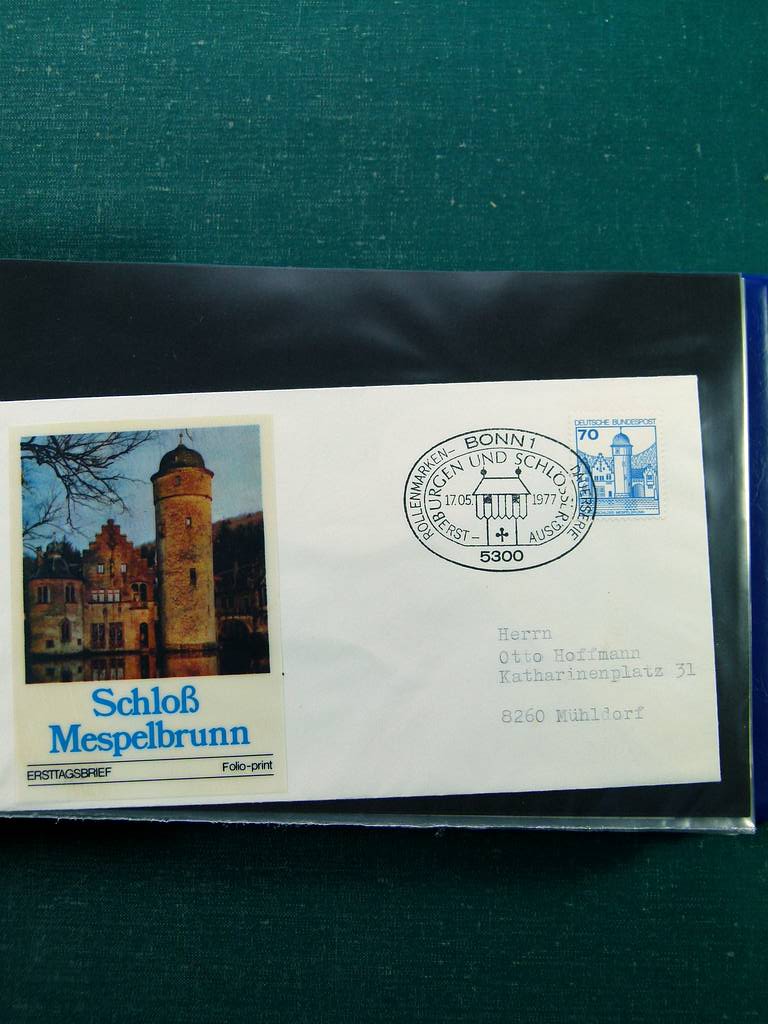 Schloß
Mespelbrunn
ERSTTAGSBRIEF
Folio-print
BONN 1
ROLLENMARKEN-
DAUERSERIE
BURGEN UND SCHLÖSSER
17.05. 1977
ERST-
AUSG
5300
DEUTSCHE BUNDESPOST
70
Herrn
Otto Hoffmann
Katharinenplatz 31
8260 Mühldorf